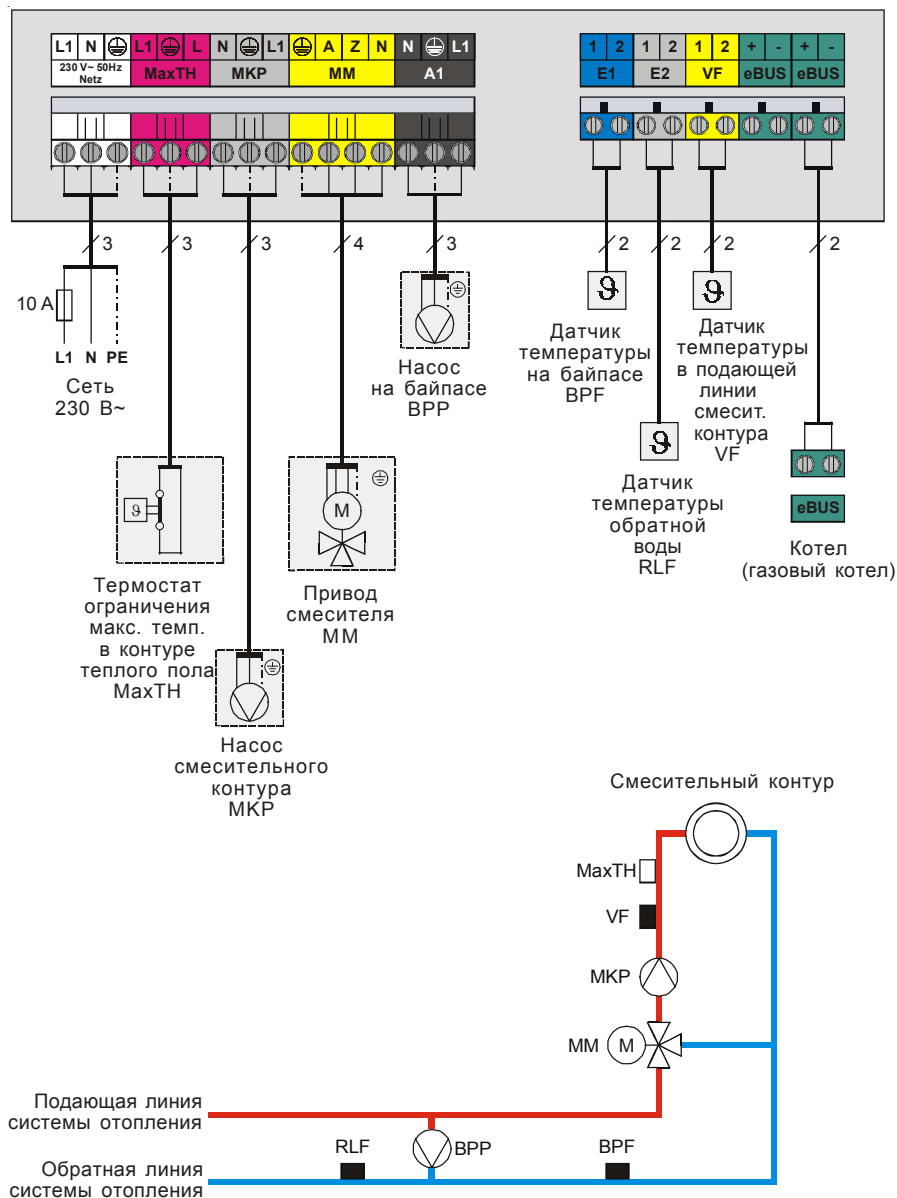 L1 N L1 L N L1 A Z N N L1 1 2 1 2 1 2 + - + -
230 V~ 50Hz
Netz
MaxTH MKP MM A1 E1 E2 VF eBUS eBUS
3 3 3 4 3 2 2 2 2
10 A
L1 N PE
Сеть
230 В~
Насос
на байпасе
BPP
ϑ
Датчик
температуры
на байпасе
BPF
ϑ
Датчик
температуры
в подающей
линии
смесит.
контура
VF
ϑ
Датчик
температуры
обратной
воды
RLF
eBUS
Котел
(газовый котел)
ϑ
Термостат
ограничения
макс. темп.
в контуре
теплого пола
MaxTH
M
Привод
смесителя
MM
Насос
смесительного
контура
MKP
Смесительный контур
MaxTH
VF
MKP
MM M
Подающая линия
системы отопления
RLF BPP BPF
Обратная линия
системы отопления